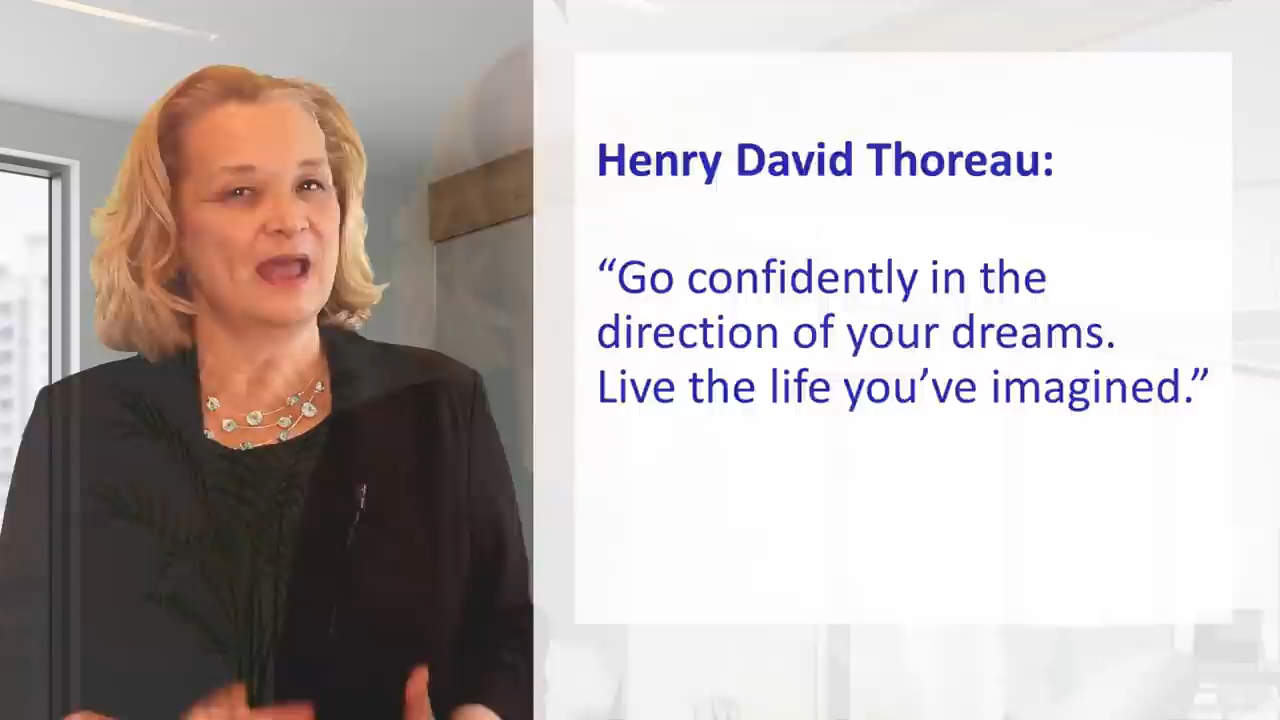 Henry David Thoreau:
“Go confidently in the
direction of your dreams.
Live the life you’ve imagined.”